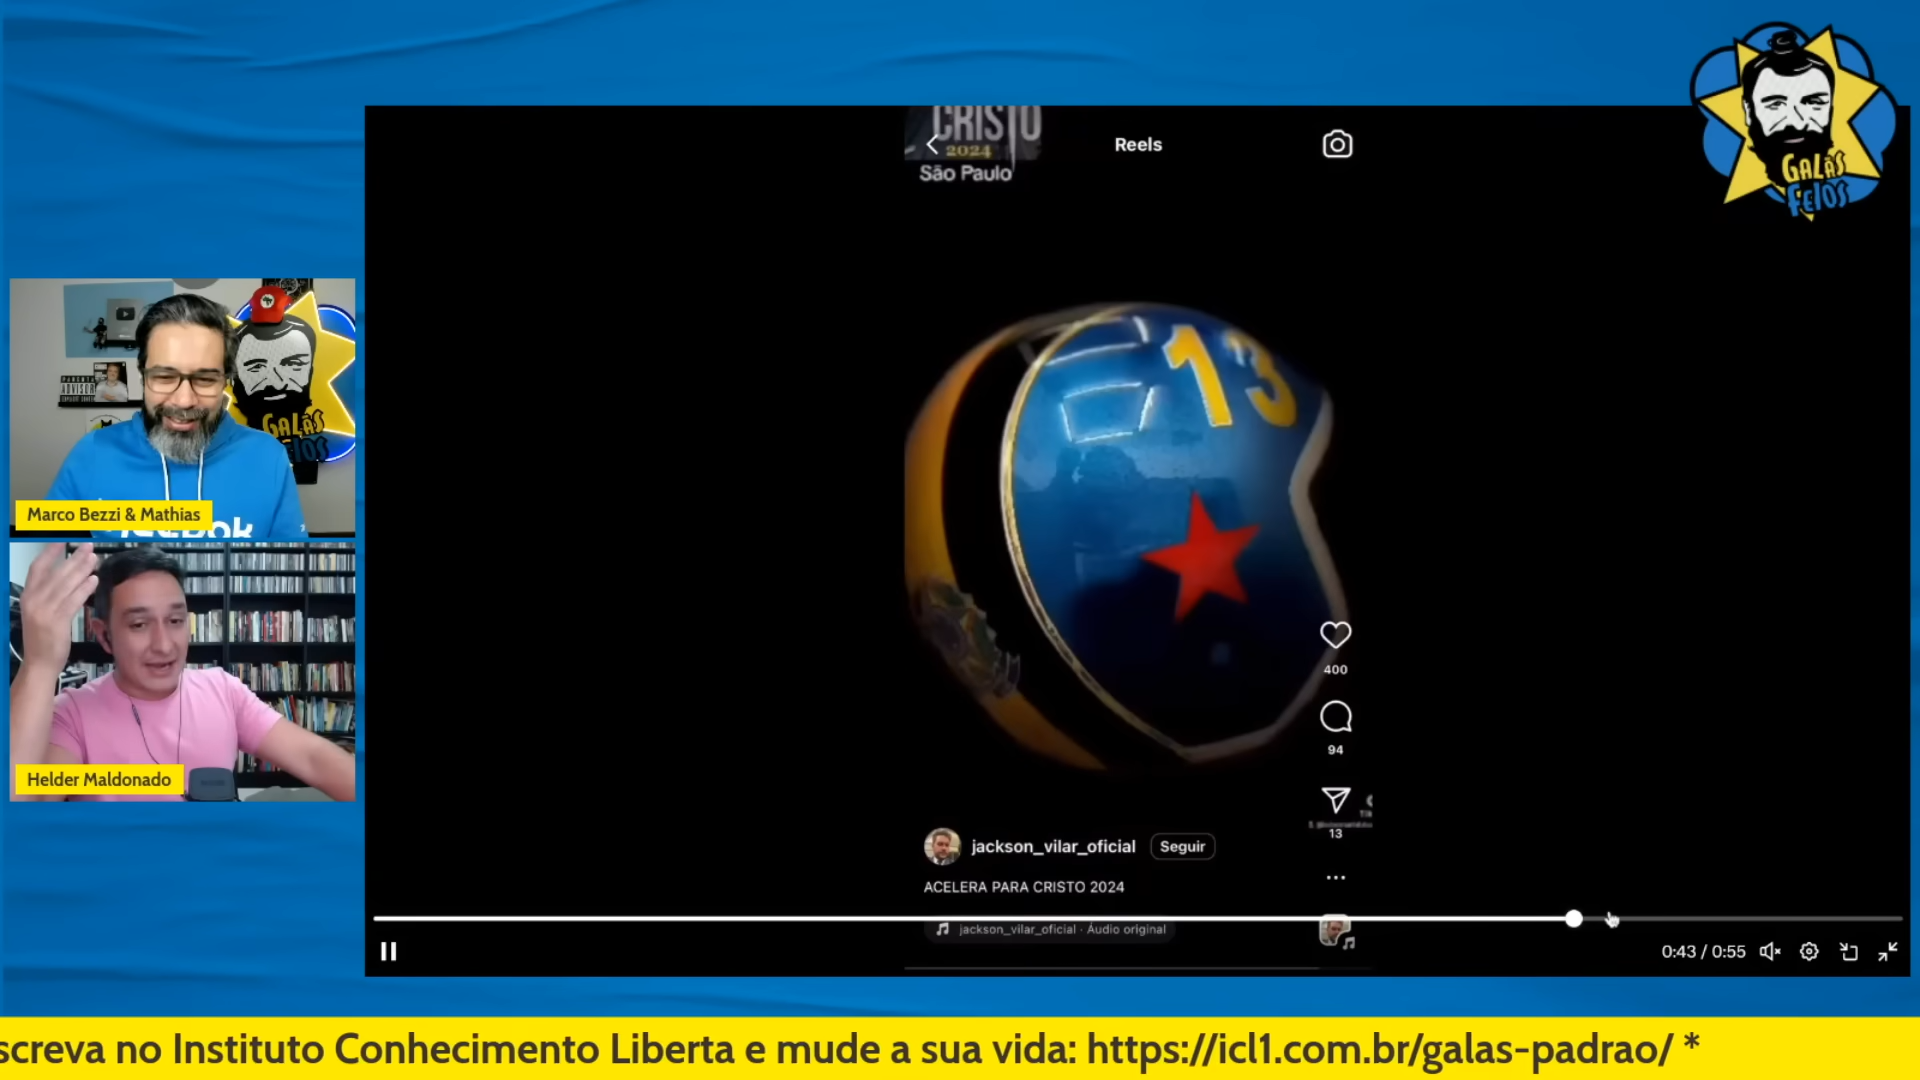 CRISTO
2024
São Paulo
Reels
GALÃS
FEIOS
13
400
94
13
jackson_vilar_oficial
Seguir
ACELERA PARA CRISTO 2024
jackson_vilar_oficial · Áudio original
0:43 / 0:55
GALÃS
Marco Bezzi & Mathias
Helder Maldonado
screva no Instituto Conhecimento Liberta e mude a sua vida: https://icl1.com.br/galas-padrao/ *